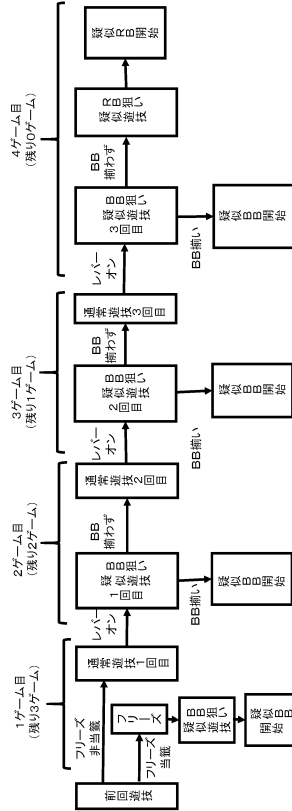 1ゲーム目
(残り3ゲーム)
2ゲーム目
(残り2ゲーム)
3ゲーム目
(残り1ゲーム)
4ゲーム目
(残り0ゲーム)
前回遊技
フリーズ
非当籤
フリーズ
当籤
通常遊技1回目
フリーズ
BB狙い
疑似遊技
疑似BB
開始
レバー
オン
BB狙い
疑似遊技
1回目
BB
揃わず
BB揃い
疑似BB開始
通常遊技2回目
レバー
オン
BB狙い
疑似遊技
2回目
BB
揃わず
BB揃い
疑似BB開始
通常遊技3回目
レバー
オン
BB狙い
疑似遊技
3回目
BB
揃わず
BB揃い
疑似BB開始
RB狙い
疑似遊技
疑似RB開始